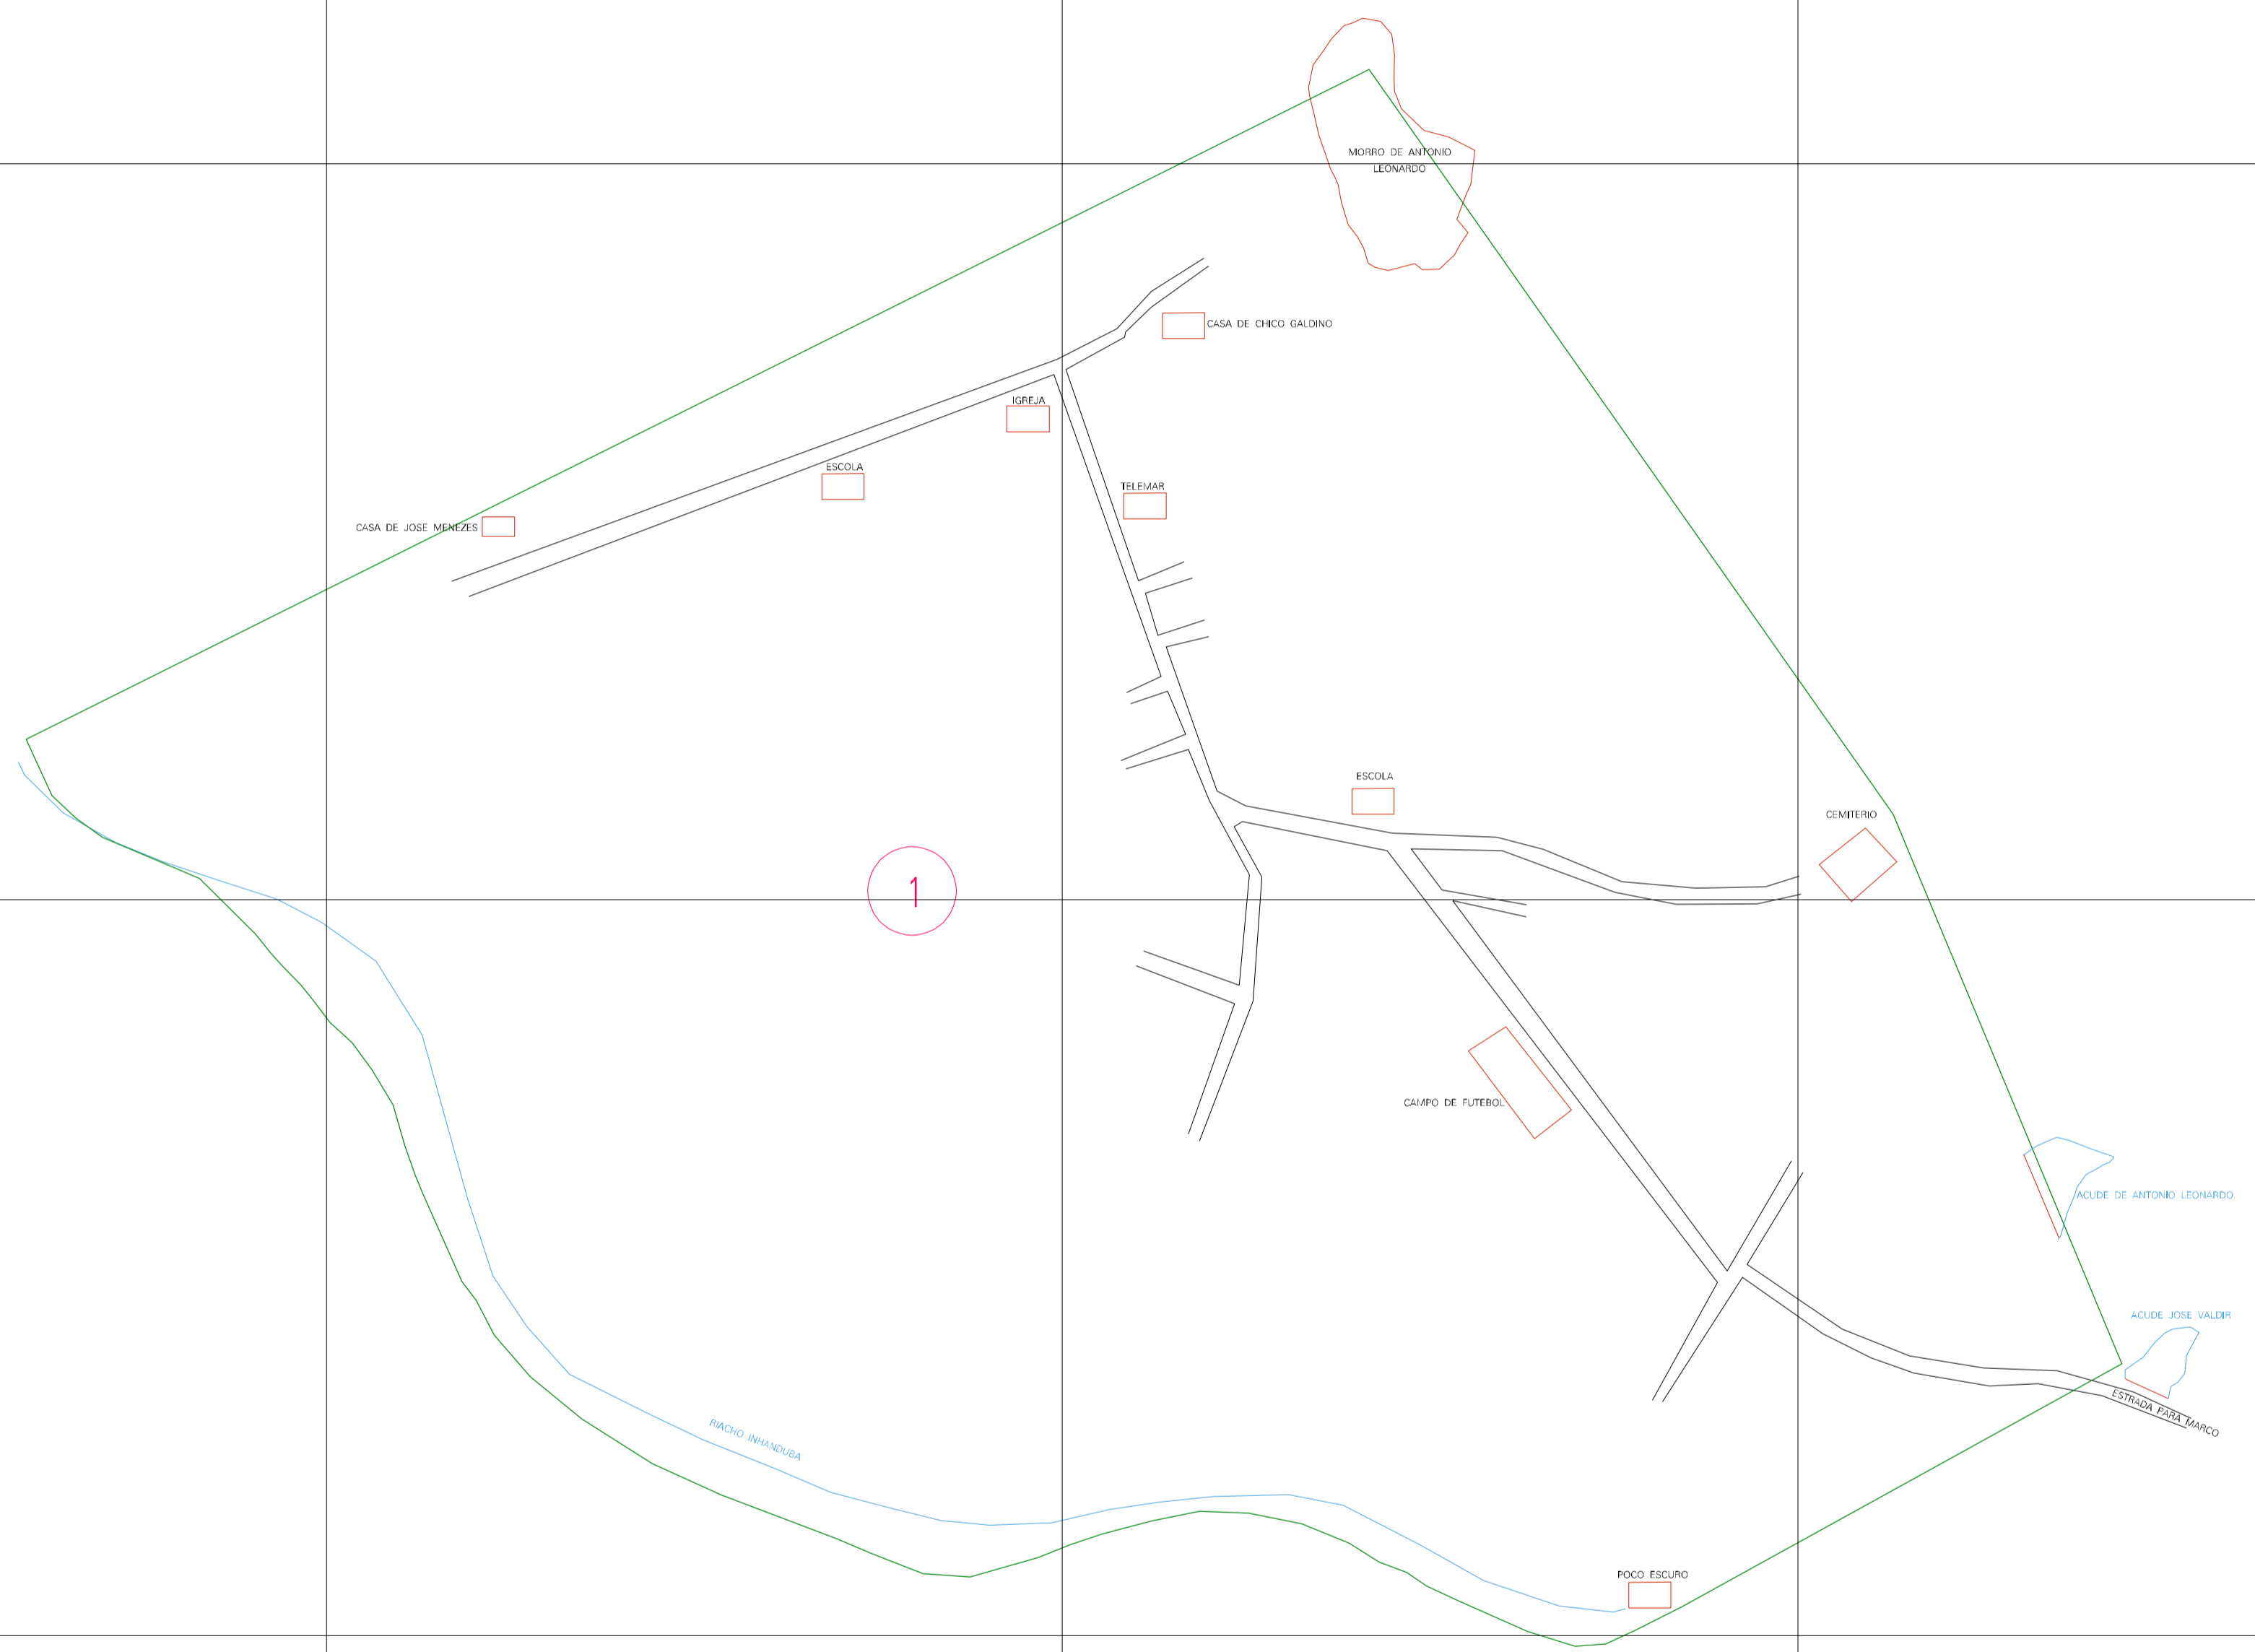 MORRO DE ANTONIO
LEONARDO
CASA DE CHICO GALDINO
IGREJA
ESCOLA
TELEMAR
CASA DE JOSE MENEZES
ESCOLA
CEMITERIO
1
CAMPO DE FUTEBOL
ACUDE DE ANTONIO LEONARDO
ACUDE JOSE VALDIR
ESTRADA PARA MARCO
RIACHO INHANDUBA
POCO ESCURO